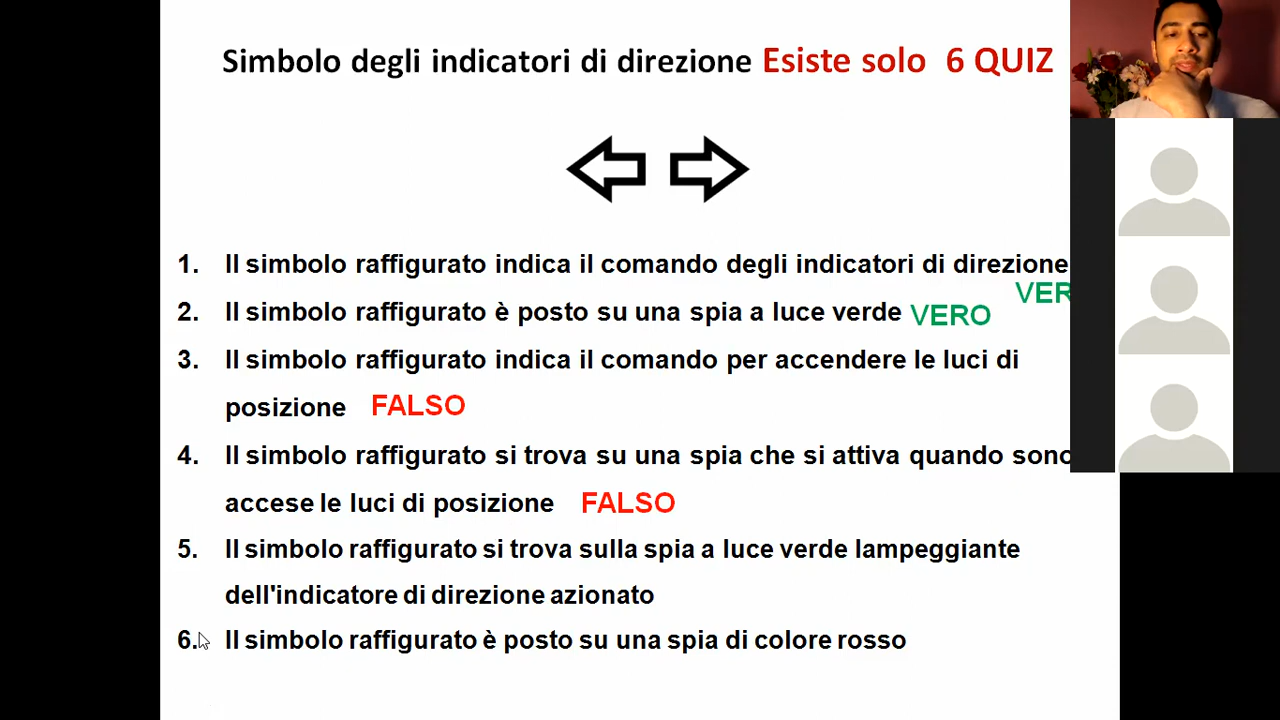 Simbolo degli indicatori di direzione Esiste solo 6 QUIZ
1. Il simbolo raffigurato indica il comando degli indicatori di direzione
VER
2. Il simbolo raffigurato è posto su una spia a luce verde VERO
3. Il simbolo raffigurato indica il comando per accendere le luci di
posizione FALSO
4. Il simbolo raffigurato si trova su una spia che si attiva quando sono
accese le luci di posizione FALSO
5. Il simbolo raffigurato si trova sulla spia a luce verde lampeggiante
dell'indicatore di direzione azionato
6. Il simbolo raffigurato è posto su una spia di colore rosso